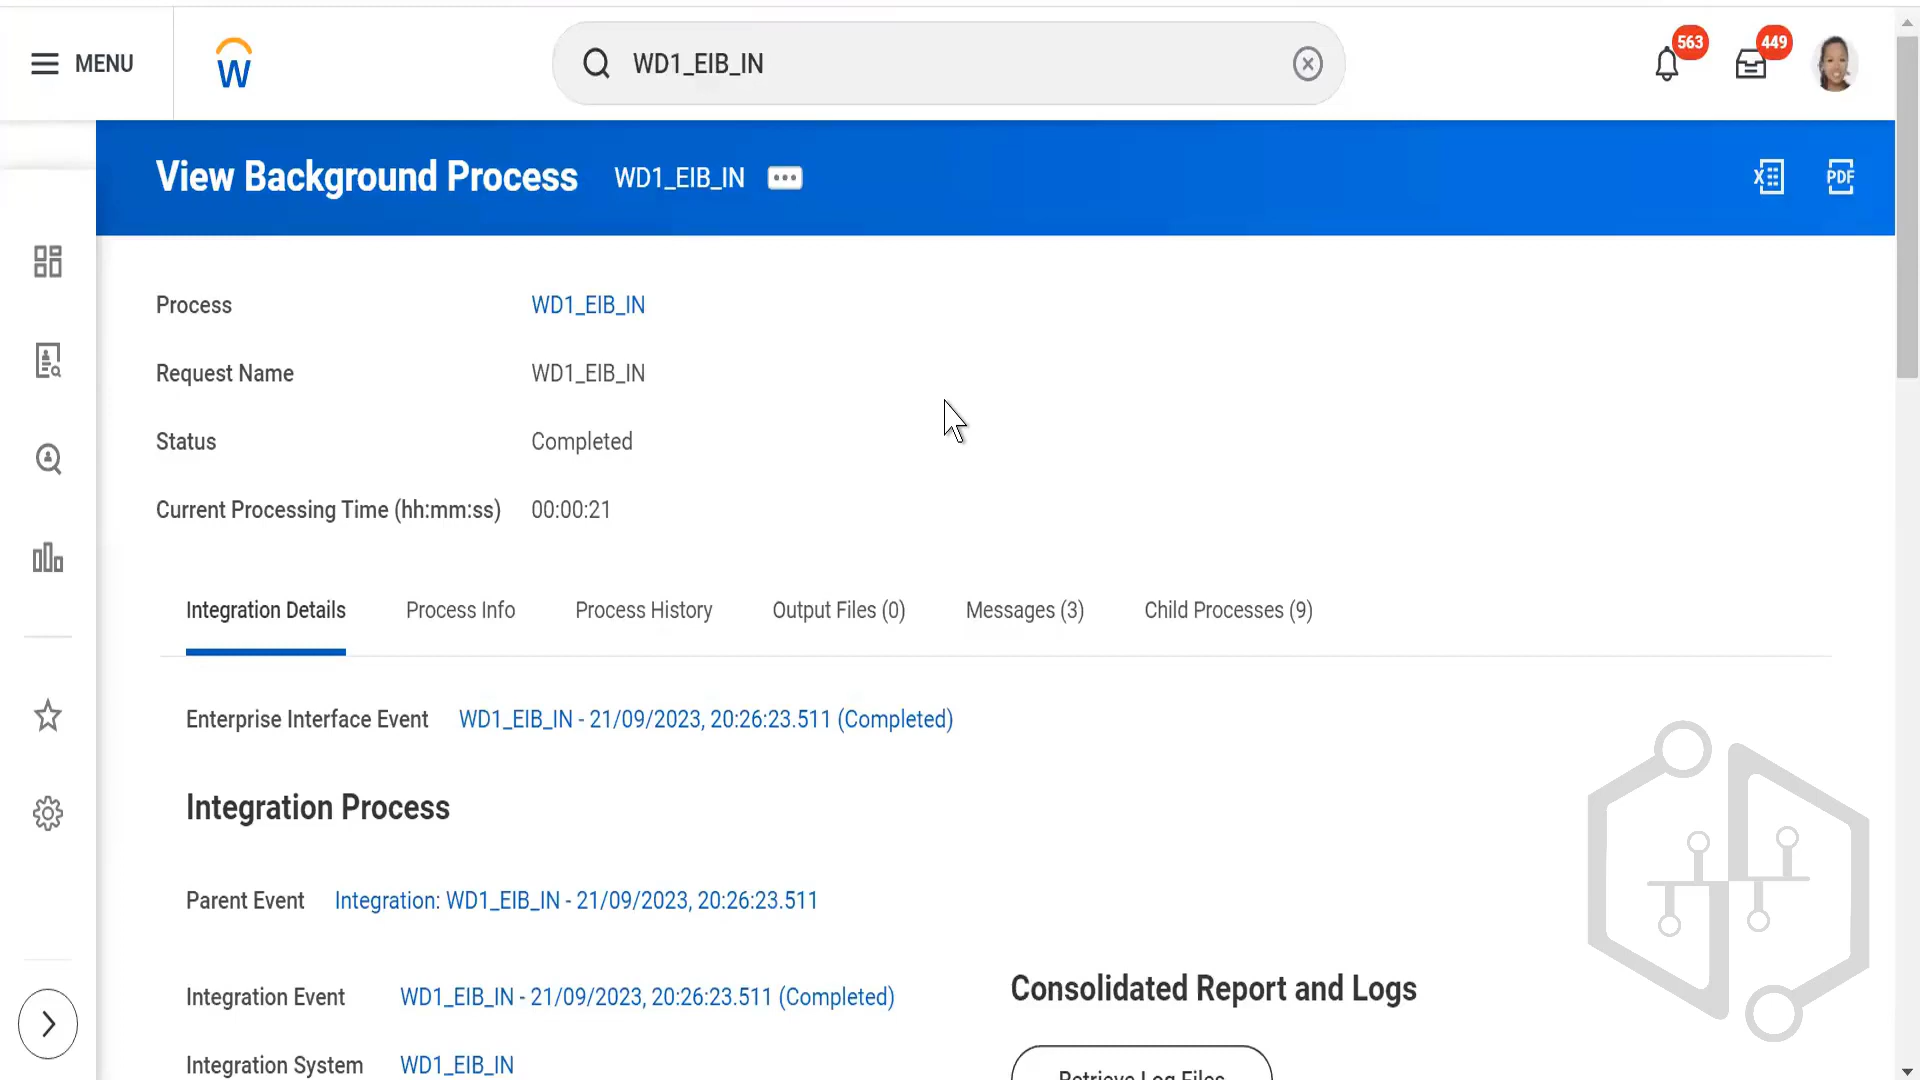 MENU
W
WD1_EIB_IN
563
449
View Background Process WD1_EIB_IN
X
PDF
Process WD1_EIB_IN
Request Name WD1_EIB_IN
Status Completed
Current Processing Time (hh:mm:ss) 00:00:21
Integration Details Process Info Process History Output Files (0) Messages (3) Child Processes (9)
Enterprise Interface Event WD1_EIB_IN - 21/09/2023, 20:26:23.511 (Completed)
Integration Process
Parent Event Integration: WD1_EIB_IN - 21/09/2023, 20:26:23.511
Integration Event WD1_EIB_IN - 21/09/2023, 20:26:23.511 (Completed)
Consolidated Report and Logs
Integration System WD1_EIB_IN
Retrieve Log Files